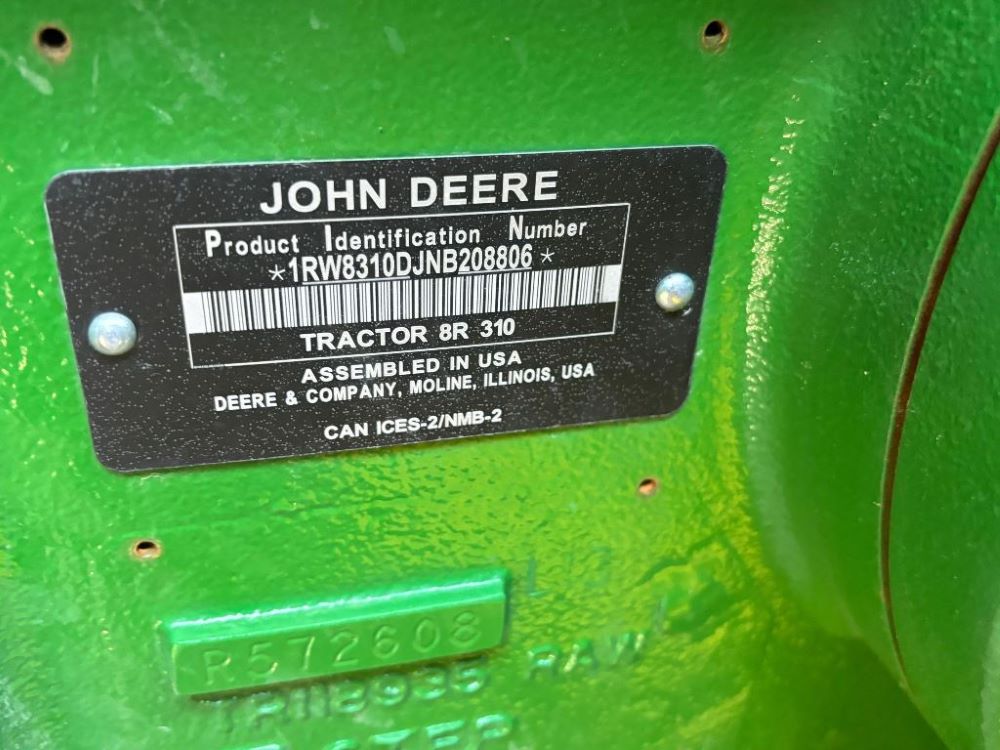 JOHN DEERE
Product Identification Number
*1RW8310DJNB208806*
TRACTOR 8R 310
ASSEMBLED IN USA
DEERE & COMPANY, MOLINE, ILLINOIS, USA
CAN ICES-2/NMB-2
R572608
RAW